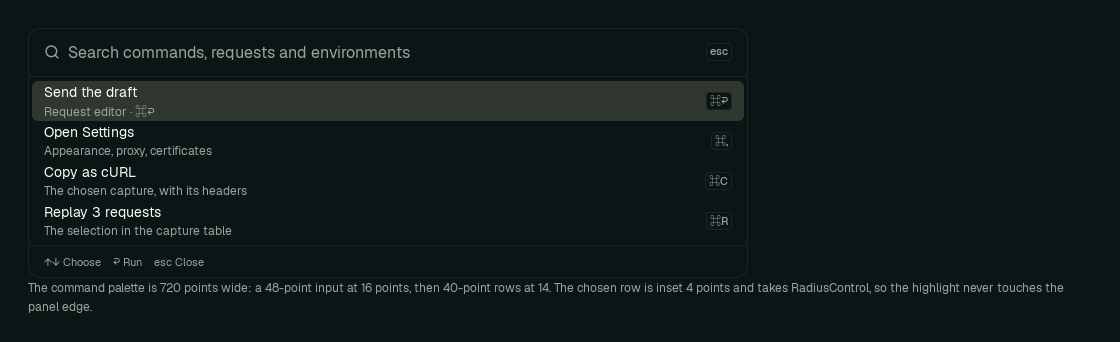 Search commands, requests and environments esc
Send the draft
Request editor · ⌘↩ ⌘↩
Open Settings
Appearance, proxy, certificates ⌘,
Copy as cURL
The chosen capture, with its headers ⌘C
Replay 3 requests
The selection in the capture table ⌘R
↑↓ Choose ↩ Run esc Close
The command palette is 720 points wide: a 48-point input at 16 points, then 40-point rows at 14. The chosen row is inset 4 points and takes RadiusControl, so the highlight never touches the
panel edge.